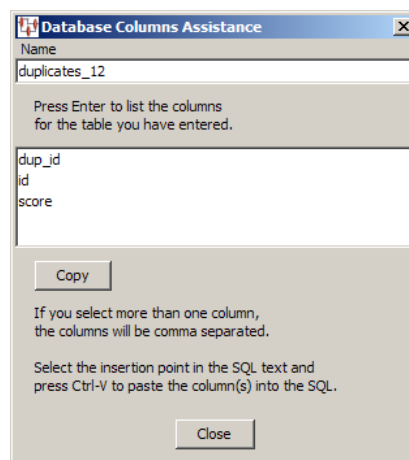 Database Columns Assistance
Name
duplicates_12
Press Enter to list the columns
for the table you have entered.
dup_id
id
score
Copy
If you select more than one column,
the columns will be comma separated.
Select the insertion point in the SQL text and
press Ctrl-V to paste the column(s) into the SQL.
Close